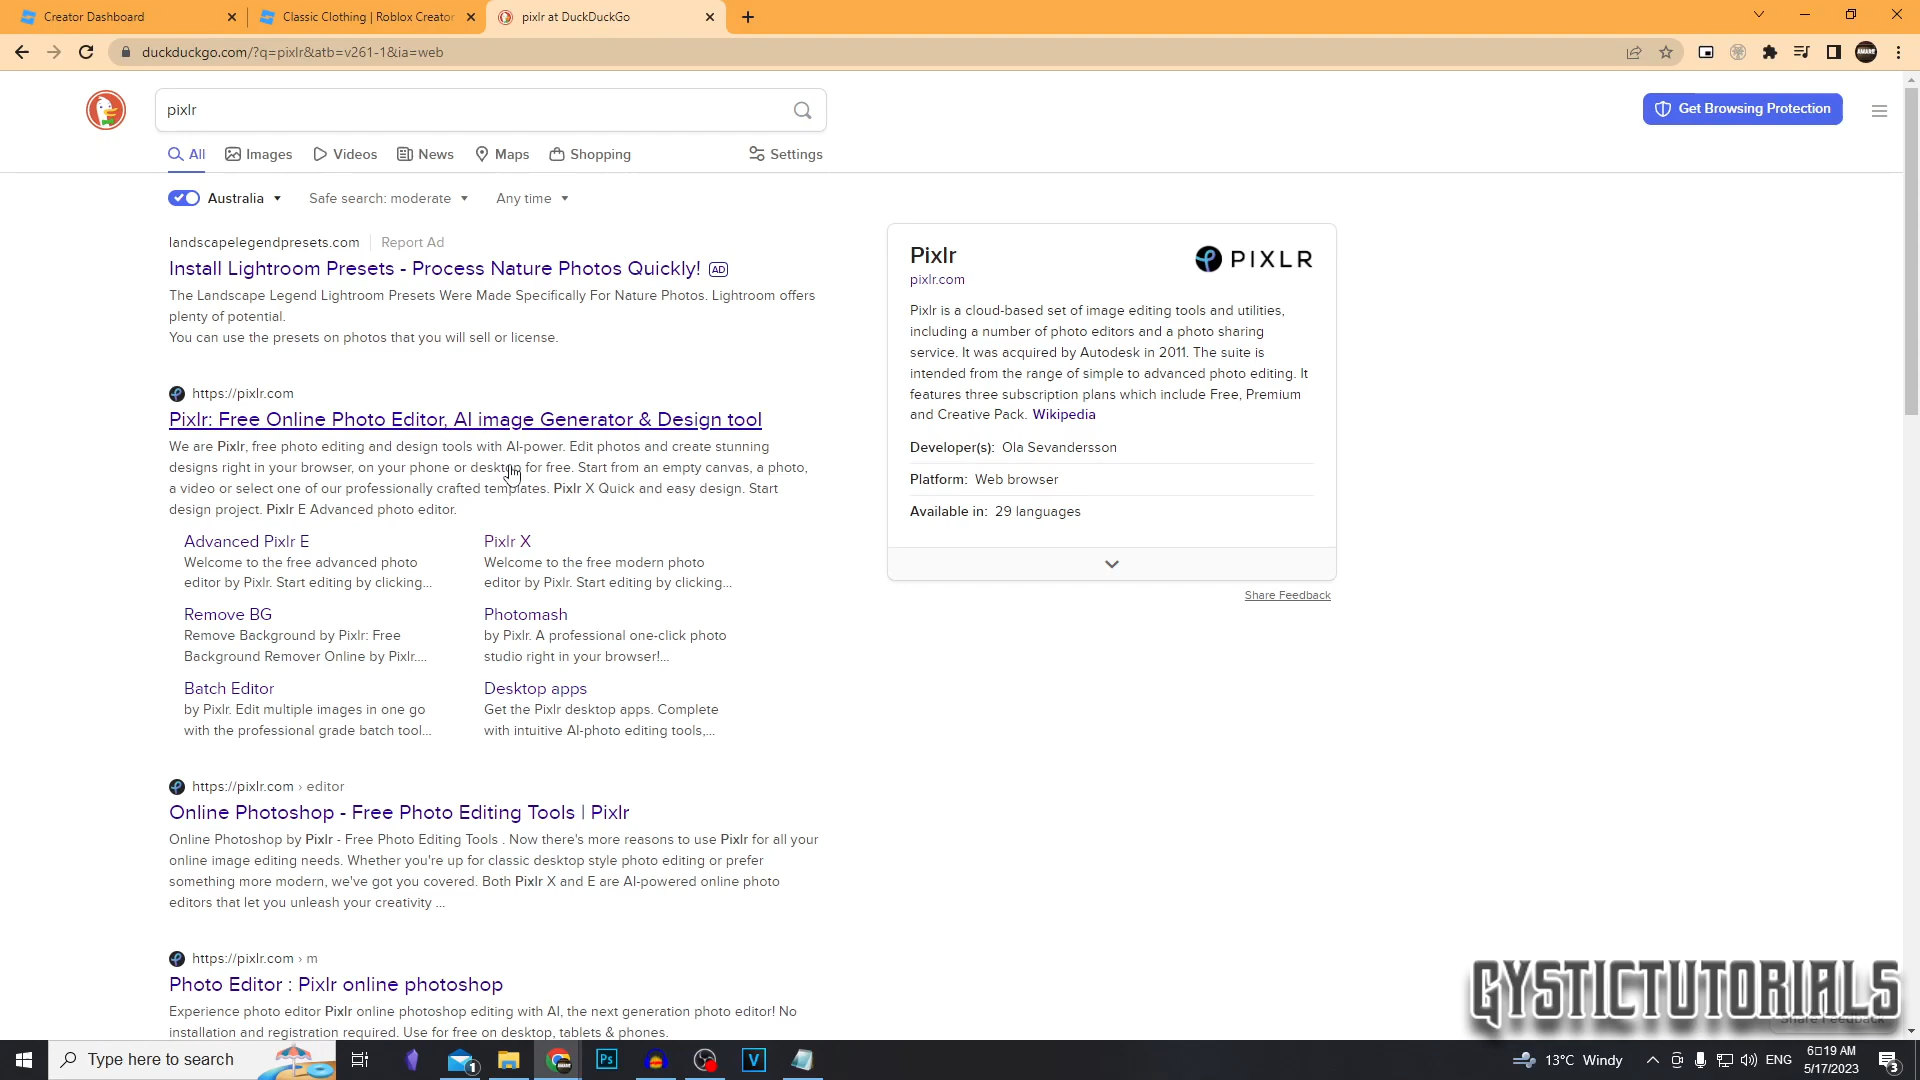 Creator Dashboard
Classic Clothing | Roblox Creator
pixlr at DuckDuckGo
duckduckgo.com/?q=pixlr&atb=v261-1&ia=web
pixlr
Get Browsing Protection
All
Images
Videos
News
Maps
Shopping
Settings
Australia
Safe search: moderate
Any time
landscapelegendpresets.com
Report Ad
Install Lightroom Presets - Process Nature Photos Quickly! AD
The Landscape Legend Lightroom Presets Were Made Specifically For Nature Photos. Lightroom offers
plenty of potential.
You can use the presets on photos that you will sell or license.
https://pixlr.com
Pixlr: Free Online Photo Editor, AI image Generator & Design tool
We are Pixlr, free photo editing and design tools with AI-power. Edit photos and create stunning
designs right in your browser, on your phone or desktop for free. Start from an empty canvas, a photo,
a video or select one of our professionally crafted templates. Pixlr X Quick and easy design. Start
design project. Pixlr E Advanced photo editor.
Advanced Pixlr E
Welcome to the free advanced photo
editor by Pixlr. Start editing by clicking...
Pixlr X
Welcome to the free modern photo
editor by Pixlr. Start editing by clicking...
Remove BG
Remove Background by Pixlr: Free
Background Remover Online by Pixlr....
Photomash
by Pixlr. A professional one-click photo
studio right in your browser!...
Batch Editor
by Pixlr. Edit multiple images in one go
with the professional grade batch tool...
Desktop apps
Get the Pixlr desktop apps. Complete
with intuitive AI-photo editing tools,...
https://pixlr.com › editor
Online Photoshop - Free Photo Editing Tools | Pixlr
Online Photoshop by Pixlr - Free Photo Editing Tools . Now there's more reasons to use Pixlr for all your
online image editing needs. Whether you're up for classic desktop style photo editing or prefer
something more modern, we've got you covered. Both Pixlr X and E are AI-powered online photo
editors that let you unleash your creativity ...
https://pixlr.com › m
Photo Editor : Pixlr online photoshop
Experience photo editor Pixlr online photoshop editing with AI, the next generation photo editor! No
installation and registration required. Use for free on desktop, tablets & phones.
Pixlr
PIXLR
pixlr.com
Pixlr is a cloud-based set of image editing tools and utilities,
including a number of photo editors and a photo sharing
service. It was acquired by Autodesk in 2011. The suite is
intended from the range of simple to advanced photo editing. It
features three subscription plans which include Free, Premium
and Creative Pack. Wikipedia
Developer(s): Ola Sevandersson
Platform: Web browser
Available in: 29 languages
Share Feedback
GYSTICTUTORIALS
Share Feedback
Type here to search
1
Ps
V
13°C Windy
ENG
6□19 AM
5/17/2023
3